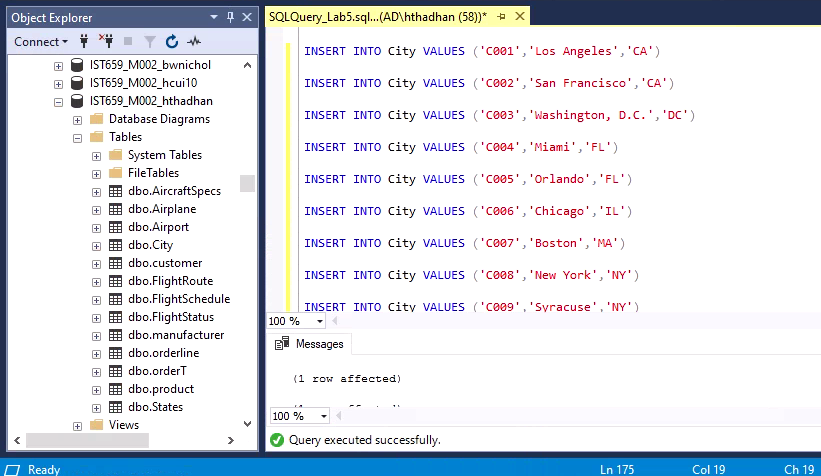 Object Explorer
Connect
IST659_M002_bwnichol
IST659_M002_hcui10
IST659_M002_hthadhan
Database Diagrams
Tables
System Tables
FileTables
dbo.AircraftSpecs
dbo.Airplane
dbo.Airport
dbo.City
dbo.customer
dbo.FlightRoute
dbo.FlightSchedule
dbo.FlightStatus
dbo.manufacturer
dbo.orderline
dbo.orderT
dbo.product
dbo.States
Views
SQLQuery_Lab5.sql...(AD\hthadhan (58))*
INSERT INTO City VALUES ('C001','Los Angeles','CA')
INSERT INTO City VALUES ('C002','San Francisco','CA')
INSERT INTO City VALUES ('C003','Washington, D.C.','DC')
INSERT INTO City VALUES ('C004','Miami','FL')
INSERT INTO City VALUES ('C005','Orlando','FL')
INSERT INTO City VALUES ('C006','Chicago','IL')
INSERT INTO City VALUES ('C007','Boston','MA')
INSERT INTO City VALUES ('C008','New York','NY')
INSERT INTO City VALUES ('C009','Syracuse','NY')
100 %
Messages
(1 row affected)
100 %
Query executed successfully.
Ready Ln 175 Col 19 Ch 19